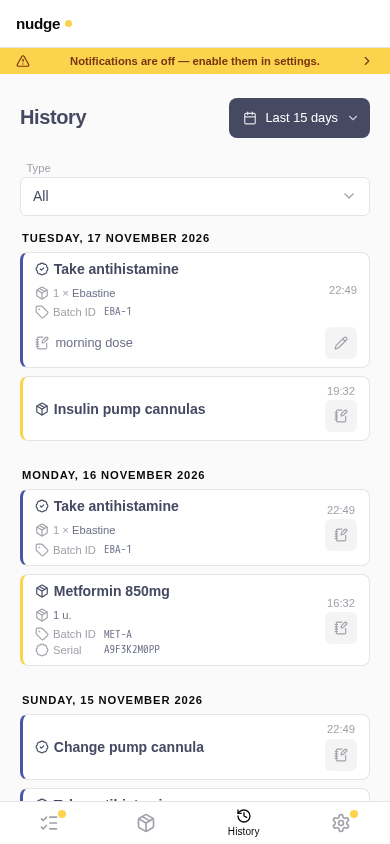 nudge
Notifications are off — enable them in settings.
History
Last 15 days
Type
All
TUESDAY, 17 NOVEMBER 2026
Take antihistamine
1 × Ebastine
22:49
Batch ID EBA-1
morning dose
Insulin pump cannulas
19:32
MONDAY, 16 NOVEMBER 2026
Take antihistamine
22:49
1 × Ebastine
Batch ID EBA-1
Metformin 850mg
16:32
1 u.
Batch ID MET-A
Serial A9F3K2M0PP
SUNDAY, 15 NOVEMBER 2026
22:49
Change pump cannula
History